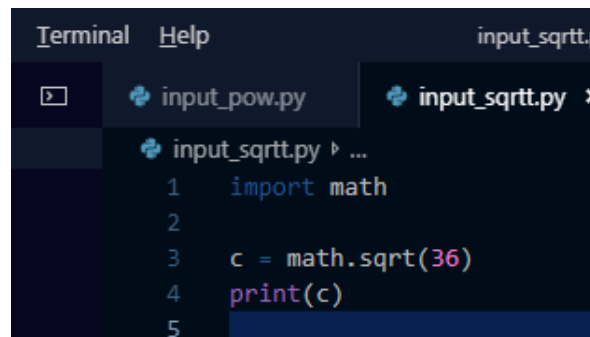 Terminal Help input_sqrtt.
input_pow.py input_sqrtt.py
input_sqrtt.py ...
1 import math
2
3 c = math.sqrt(36)
4 print(c)
5